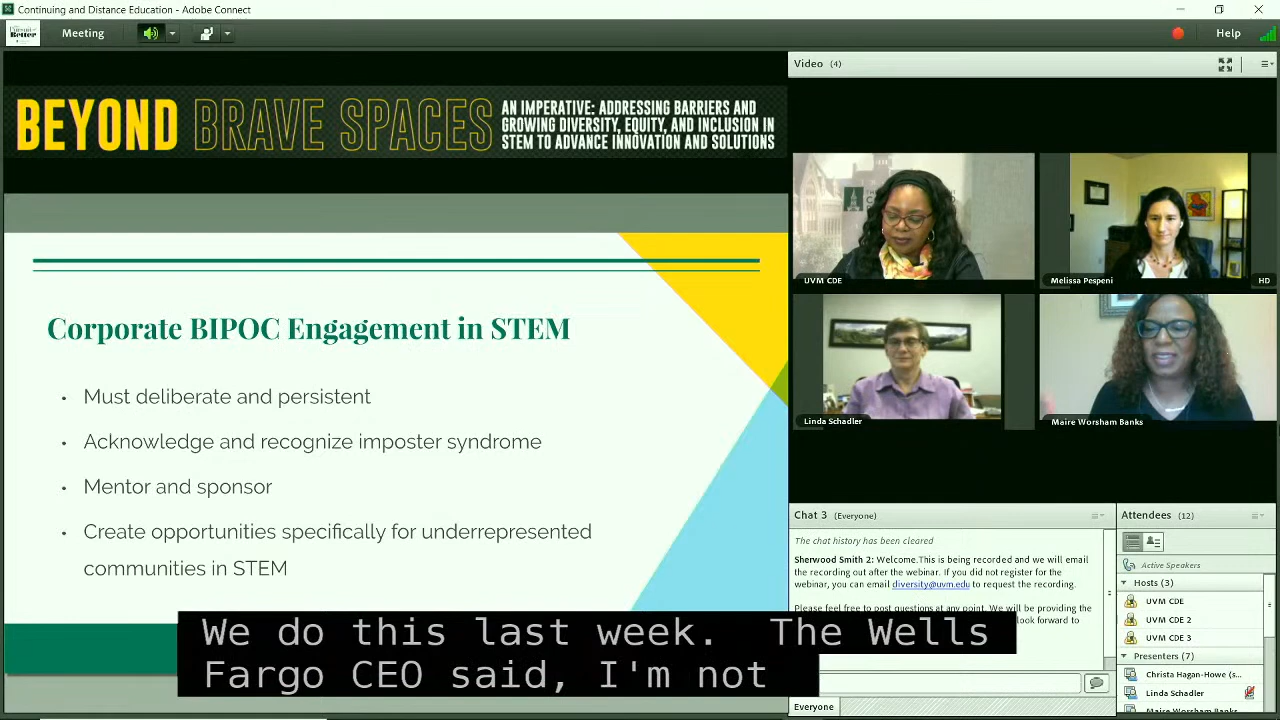 Continuing and Distance Education - Adobe Connect
Meeting
Help
BEYOND BRAVE SPACES
AN IMPERATIVE: ADDRESSING BARRIERS AND
GROWING DIVERSITY, EQUITY, AND INCLUSION IN
STEM TO ADVANCE INNOVATION AND SOLUTIONS
Corporate BIPOC Engagement in STEM
• Must deliberate and persistent
• Acknowledge and recognize imposter syndrome
• Mentor and sponsor
• Create opportunities specifically for underrepresented
communities in STEM
We do this last week. The Wells
Fargo CEO said, I'm not
Video (4)
UVM CDE
Melissa Pespeni
HD
Linda Schadler
Maire Worsham Banks
Chat 3 (Everyone)
The chat history has been cleared
Sherwood Smith 2: Welcome.This is being recorded and we will email
the recording out after the webinar. If you did not register for the
webinar, you can email diversity@uvm.edu to request the recording.
Please feel free to post questions at any point. We will be providing the
look forward to
Everyone
Attendees (12)
Active Speakers
Hosts (3)
UVM CDE
UVM CDE 2
UVM CDE 3
Presenters (7)
Christa Hagan-Howe (s...
Linda Schadler
Maire Worsham Banks